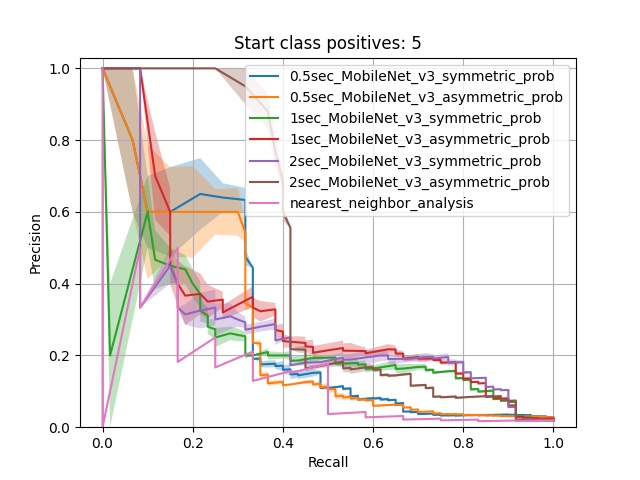 Start class positives: 5
0.5sec_MobileNet_v3_symmetric_prob
0.5sec_MobileNet_v3_asymmetric_prob
1sec_MobileNet_v3_symmetric_prob
1sec_MobileNet_v3_asymmetric_prob
2sec_MobileNet_v3_symmetric_prob
2sec_MobileNet_v3_asymmetric_prob
nearest_neighbor_analysis
Precision
1.0
0.8
0.6
0.4
0.2
0.0
0.0 0.2 0.4 0.6 0.8 1.0
Recall